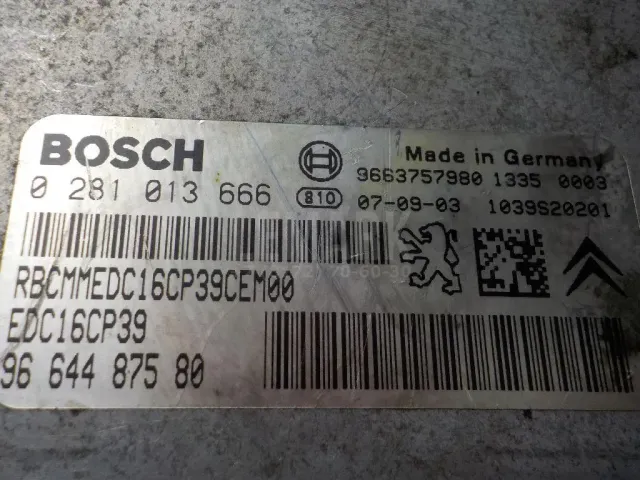 BOSCH
Made in Germany
9663757980 1335 0003
0 281 013 666
810
07-09-03 1039S20201
RBCMMEDC16CP39CEM00
EDC16CP39
96 644 875 80